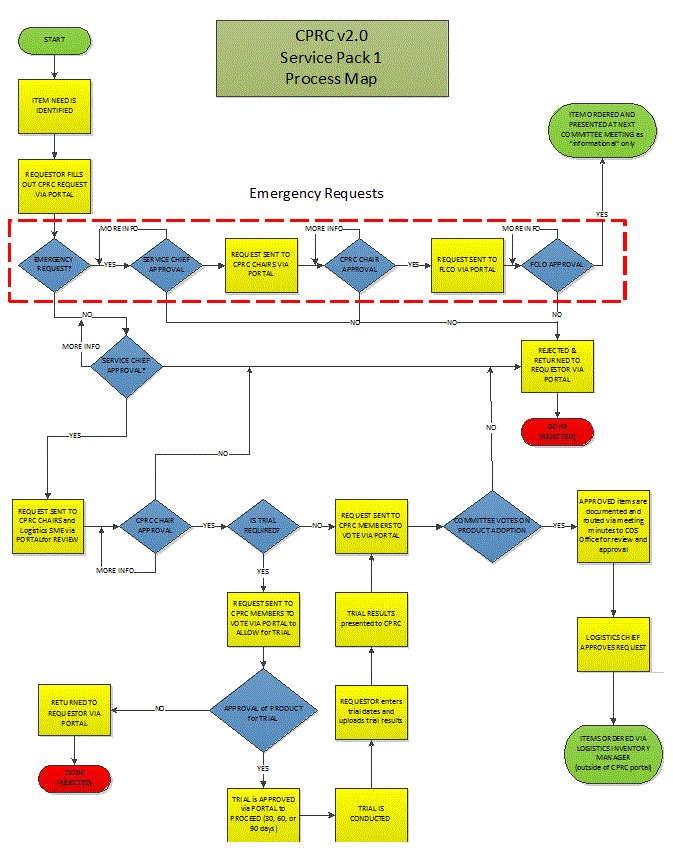 CPRC v2.0
Service Pack 1
Process Map
START
ITEM NEED IS
IDENTIFIED
REQUESTOR FILLS
OUT CPRC REQUEST
VIA PORTAL
ITEM ORDERED AND
PRESENTED AT NEXT
COMMITTEE MEETING as
"informational" only
YES
Emergency Requests
MORE INFO
MORE INFO
MORE INFO
EMERGENCY
REQUEST?
YES
SERVICE CHIEF
APPROVAL
REQUEST SENT TO
CPRC CHAIRS VIA
PORTAL
CPRC CHAIR
APPROVAL
YES
REQUEST SENT TO
FLCO VIA PORTAL
FCLO APPROVAL
NO
NO
NO
NO
MORE INFO
SERVICE CHIEF
APPROVAL?
REJECTED &
RETURNED TO
REQUESTOR VIA
PORTAL
DONE
(REJECTED)
YES
NO
NO
REQUEST SENT TO
CPRC CHAIRS and
Logistics SME via
PORTAL for REVIEW
CPRC CHAIR
APPROVAL
MORE INFO
YES
IS TRIAL
REQUIRED?
NO
REQUEST SENT TO
CPRC MEMBERS TO
VOTE VIA PORTAL
COMMITTEE VOTES ON
PRODUCT ADOPTION
YES
APPROVED items are
documented and
routed via meeting
minutes to COS
Office for review and
approval
YES
REQUEST SENT TO
CPRC MEMBERS TO
VOTE VIA PORTAL to
ALLOW for TRIAL
TRIAL RESULTS
presented to CPRC
LOGISTICS CHIEF
APPROVES REQUEST
RETURNED TO
REQUESTOR VIA
PORTAL
NO
APPROVAL of PRODUCT
for TRIAL
REQUESTOR enters
trial dates and
uploads trial results
ITEMS ORDERED VIA
LOGISTICS INVENTORY
MANAGER
(outside of CPRC portal)
DONE
(REJECTED)
YES
TRIAL is APPROVED
via PORTAL to
PROCEED (30, 60, or
90 days)
TRIAL IS
CONDUCTED